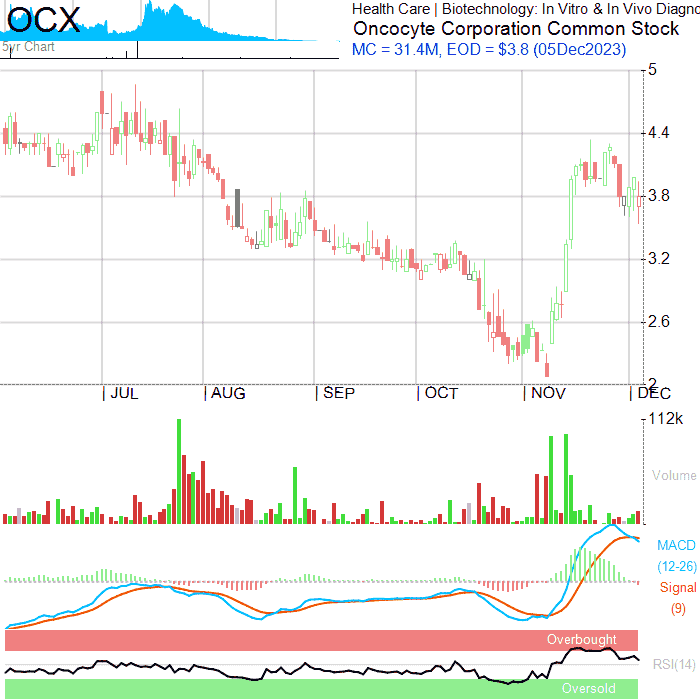 OCX
Health Care | Biotechnology: In Vitro & In Vivo Diagno
Oncocyte Corporation Common Stock
MC = 31.4M, EOD = $3.8 (05Dec2023)
5yr Chart
5
4.4
3.8
3.2
2.6
2
JUL AUG SEP OCT NOV DEC
112k
Volume
MACD
(12-26)
Signal
(9)
Overbought
RSI(14)
Oversold